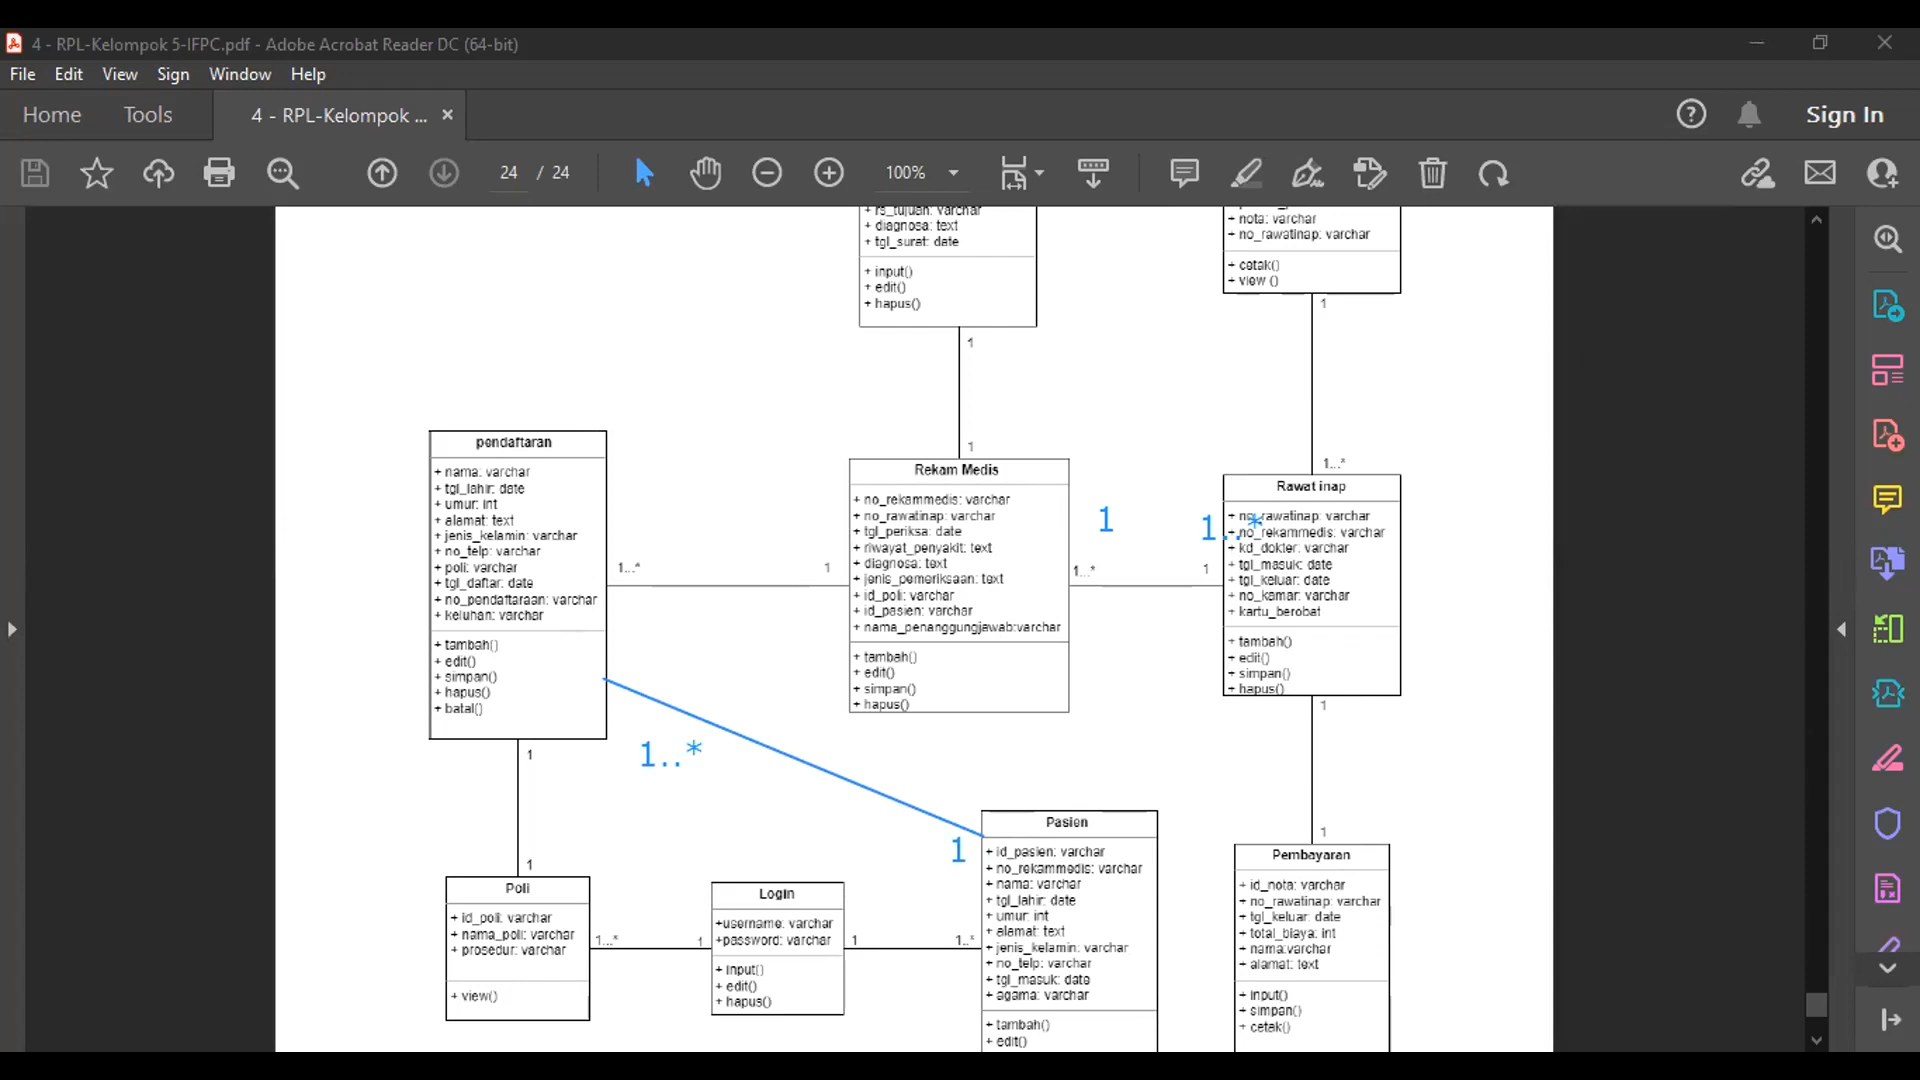 4 - RPL-Kelompok 5-IFPC.pdf - Adobe Acrobat Reader DC (64-bit)
File Edit View Sign Window Help
Home Tools 4 - RPL-Kelompok ... × Sign In
24 / 24 100%
+ rs_tujuan: varchar
+ diagnosa: text
+ tgl_surat: date
+ input()
+ edit()
+ hapus()
1
1
nota: varchar
+ no_rawatinap: varchar
+ cetak()
+ view ()
1
1...*
pendaftaran
+ nama: varchar
+ tgl_lahir: date
+ umur: int
+ alamat: text
+ jenis_kelamin: varchar
+ no_telp: varchar
+ poli: varchar
+ tgl_daftar: date
+ no_pendaftaraan: varchar
+ keluhan: varchar
+ tambah()
+ edit()
+ simpan()
+ hapus()
+ batal()
1...* 1
Rekam Medis
+ no_rekammedis: varchar
+ no_rawatinap: varchar
+ tgl_periksa: date
+ riwayat_penyakit: text
+ diagnosa: text
+ jenis_pemeriksaan: text
+ id_poli: varchar
+ id_pasien: varchar
+ nama_penanggungjawab:varchar
+ tambah()
+ edit()
+ simpan()
+ hapus()
1 1..*
1...* 1
Rawat inap
+ no_rawatinap: varchar
+ no_rekammedis: varchar
+ kd_dokter: varchar
+ tgl_masuk: date
+ tgl_keluar: date
+ no_kamar: varchar
+ kartu_berobat
+ tambah()
+ edit()
+ simpan()
+ hapus()
1
1
1..*
1
1
1
Poli
+ id_poli: varchar
+ nama_poli: varchar
+ prosedur: varchar
+ view()
1...* 1
Login
+username: varchar
+password: varchar
+ input()
+ edit()
+ hapus()
1 1..*
Pasien
+ id_pasien: varchar
+ no_rekammedis: varchar
+ nama: varchar
+ tgl_lahir: date
+ umur: int
+ alamat: text
+ jenis_kelamin: varchar
+ no_telp: varchar
+ tgl_masuk: date
+ agama: varchar
+ tambah()
+ edit()
Pembayaran
+ id_nota: varchar
+ no_rawatinap: varchar
+ tgl_keluar: date
+ total_biaya: int
+ nama:varchar
+ alamat: text
+ input()
+ simpan()
+ cetak()